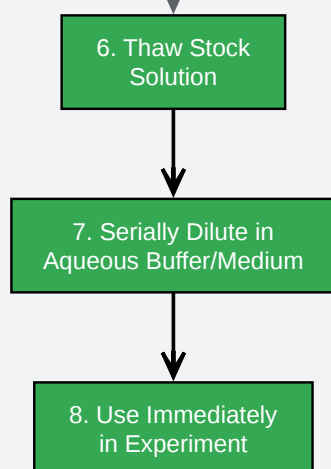 6. Thaw Stock
Solution
7. Serially Dilute in
Aqueous Buffer/Medium
8. Use Immediately
in Experiment